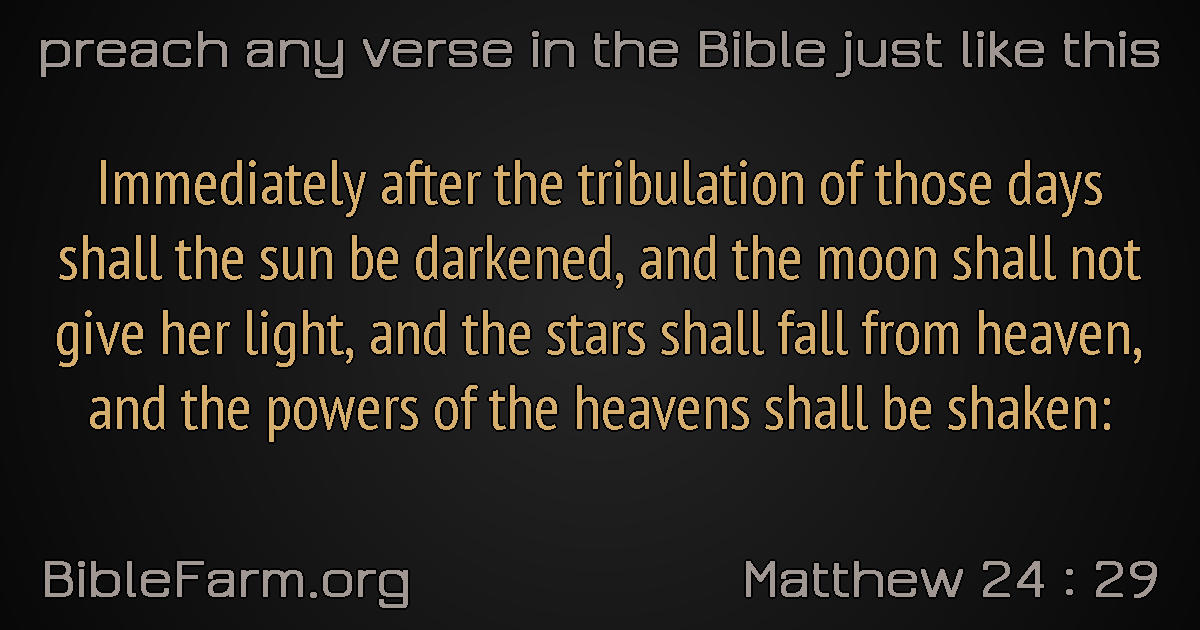 preach any verse in the Bible just like this
Immediately after the tribulation of those days
shall the sun be darkened, and the moon shall not
give her light, and the stars shall fall from heaven,
and the powers of the heavens shall be shaken:
BibleFarm.org
Matthew 24 : 29